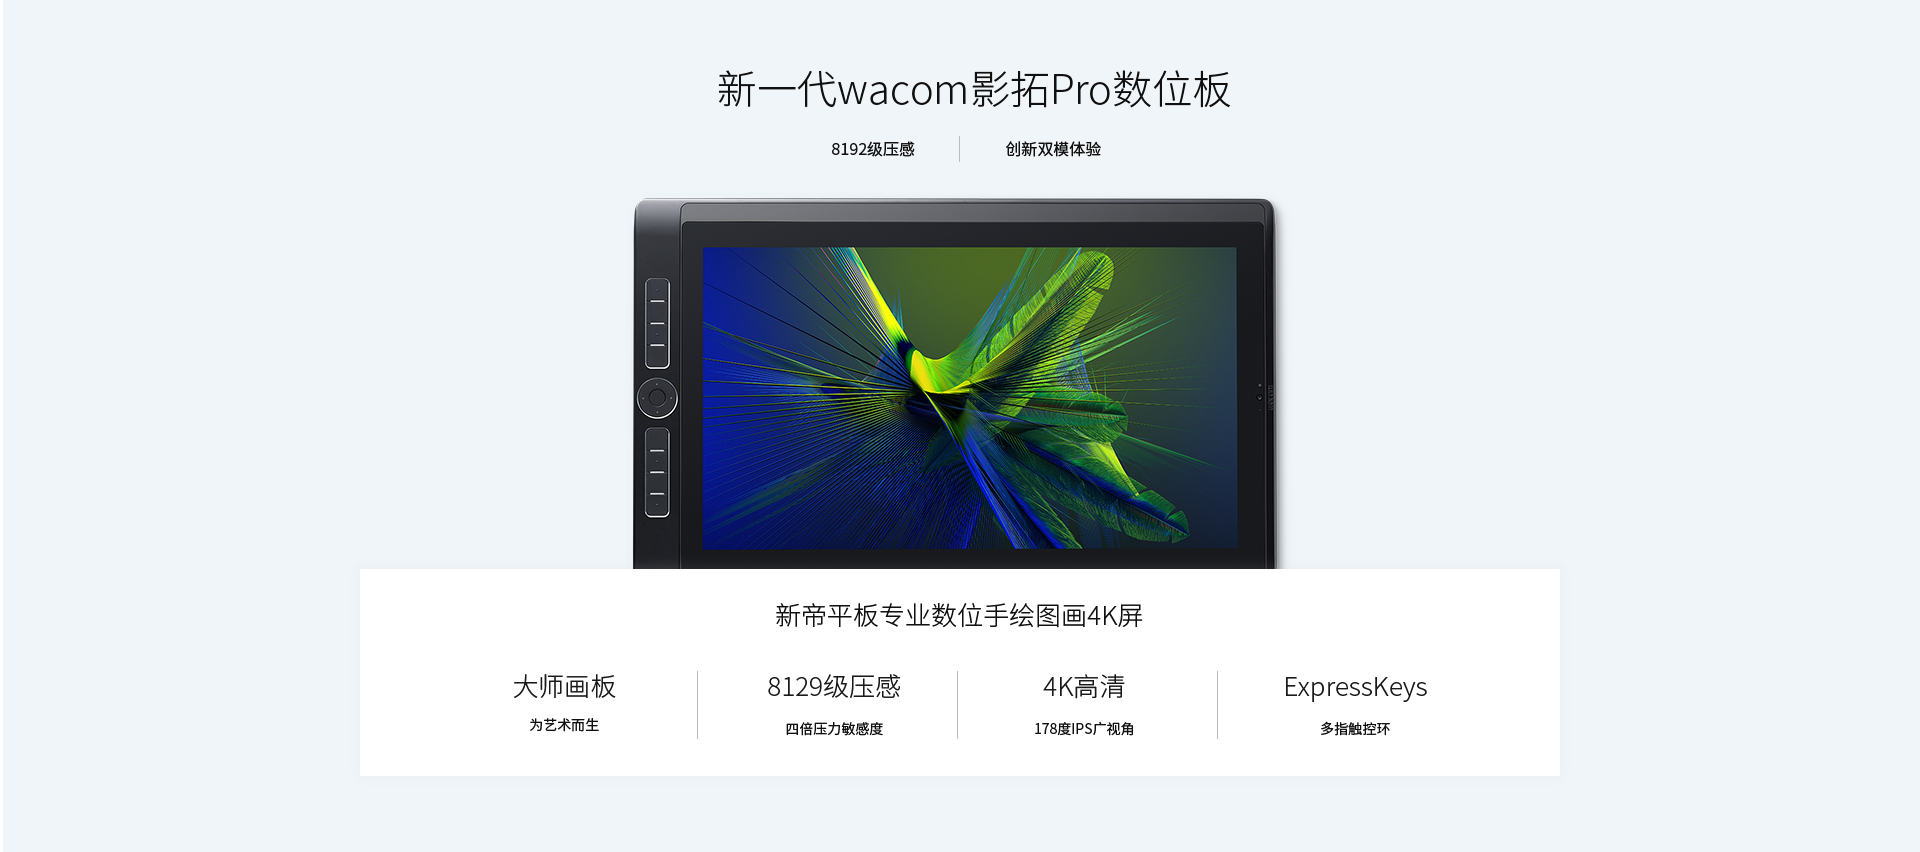 新一代wacom影拓Pro数位板
8192级压感
创新双模体验
新帝平板专业数位手绘图画4K屏
大师画板
为艺术而生
8129级压感
四倍压力敏感度
4K高清
178度IPS广视角
ExpressKeys
多指触控环